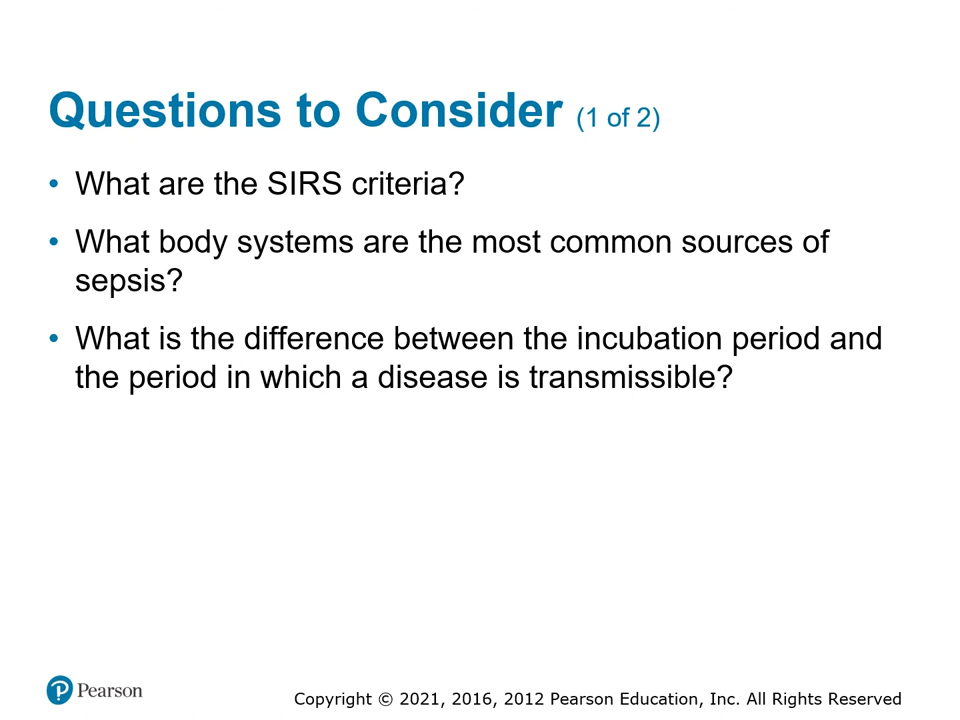 Questions to Consider (1 of 2)
• What are the SIRS criteria?
• What body systems are the most common sources of
sepsis?
• What is the difference between the incubation period and
the period in which a disease is transmissible?
Pearson
Copyright © 2021, 2016, 2012 Pearson Education, Inc. All Rights Reserved